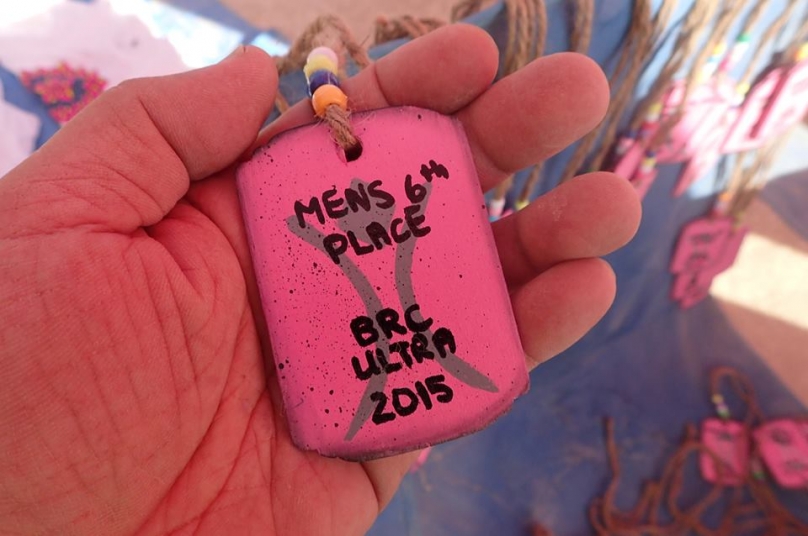 MENS 6th
PLACE
BRC
ULTRA
2015